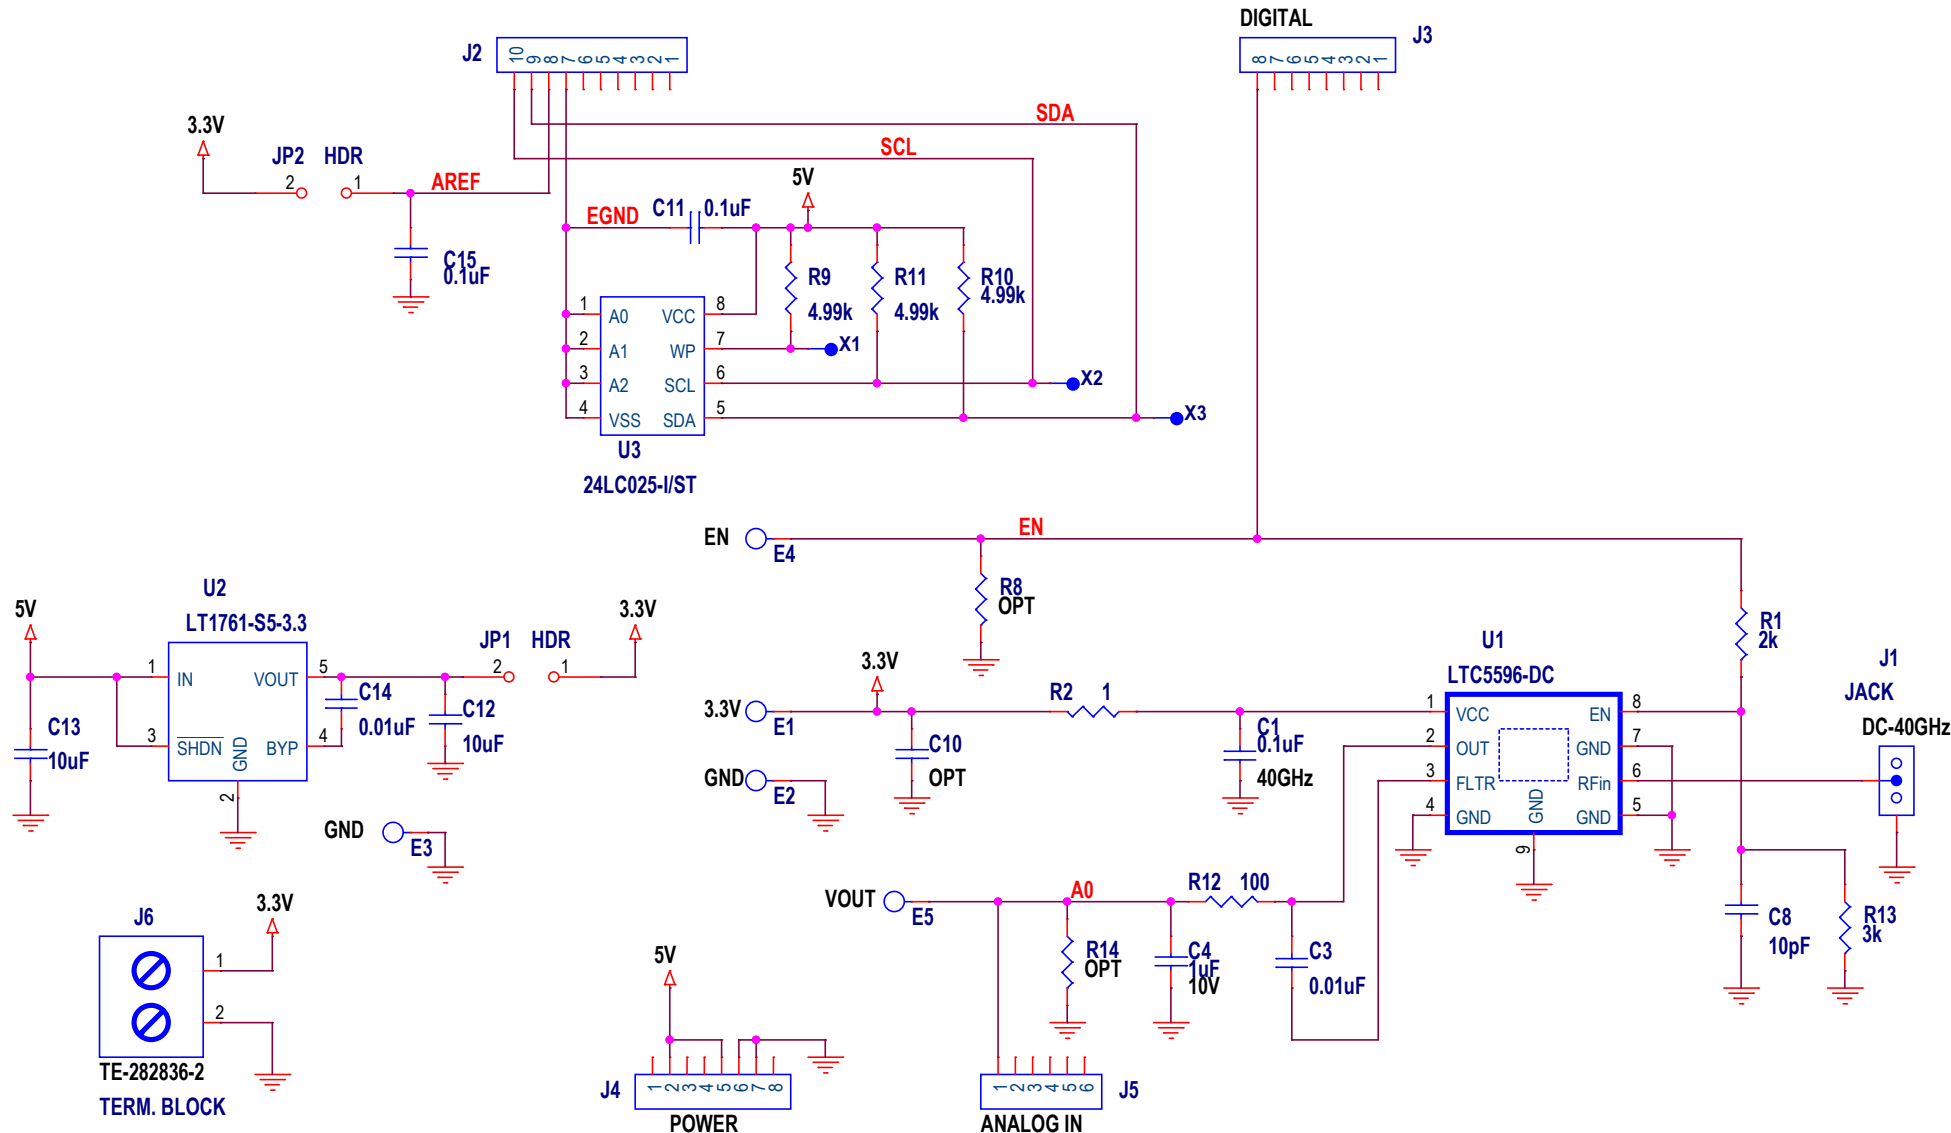 DIGITAL
J2
10 9 8 7 6 5 4 3 2 1
8 7 6 5 4 3 2 1
J3
3.3V
JP2 HDR
2 1
AREF
SDA
SCL
5V
EGND
C11 0.1uF
C15
0.1uF
R9
4.99k
R11
4.99k
R10
4.99k
1 A0 VCC 8
2 A1 WP 7
3 A2 SCL 6
4 VSS SDA 5
X1
X2
X3
U3
24LC025-I/ST
EN
E4
EN
R8
OPT
U2
LT1761-S5-3.3
5V
1 IN VOUT 5
3 SHDN BYP 4
GND
2
C13
10uF
C14
0.01uF
C12
10uF
JP1 HDR
2 1
3.3V
GND
E3
3.3V
3.3V
E1
R2 1
C10
OPT
C1
0.1uF
40GHz
GND
E2
U1
LTC5596-DC
1 VCC EN 8
2 OUT GND 7
3 FLTR RFin 6
4 GND GND 5
GND
9
R1
2k
J1
JACK
DC-40GHz
C8
10pF
R13
3k
VOUT
E5
A0
R12 100
R14
OPT
C4
1uF
10V
C3
0.01uF
J6
3.3V
1
2
TE-282836-2
TERM. BLOCK
5V
J4
1 2 3 4 5 6 7 8
POWER
1 2 3 4 5 6
J5
ANALOG IN